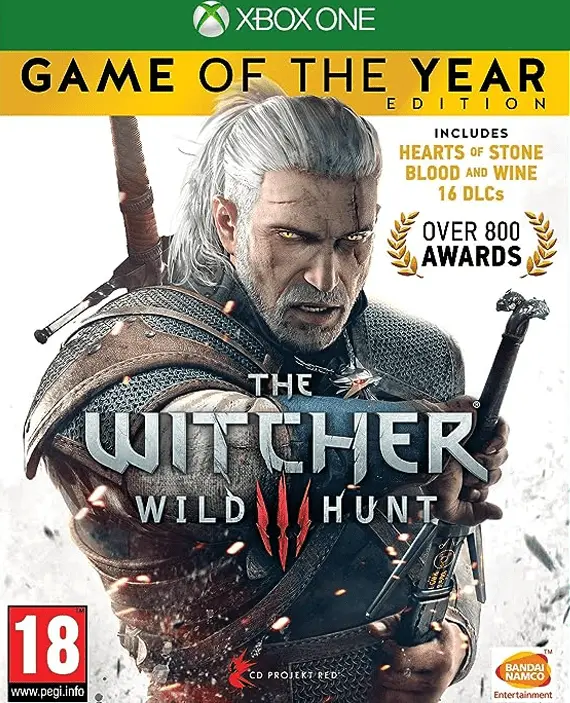 XBOX ONE
GAME OF THE YEAR
EDITION
INCLUDES
HEARTS OF STONE
BLOOD AND WINE
16 DLCs
OVER 800
AWARDS
THE
WITCHER®
WILD HUNT
CD PROJEKT RED®
18
www.pegi.info
™
BANDAI
NAMCO
Entertainment